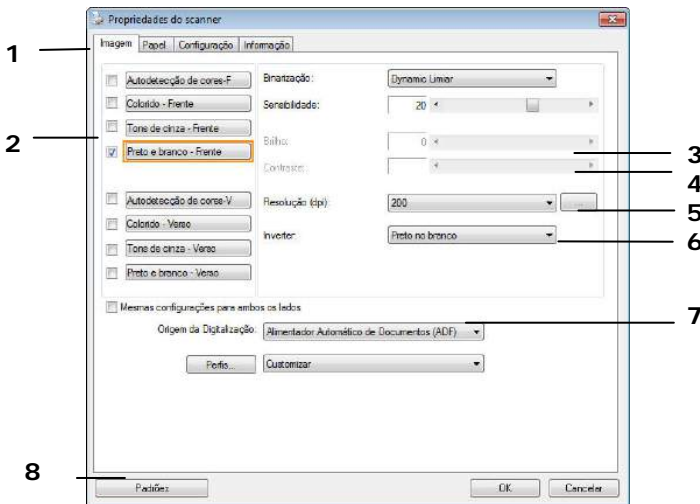 Propriedades do scanner
Imagem Papel Configuração Informação
1
Autodetecção de cores-F
Colorido - Frente
Tons de cinza - Frente
Preto e branco - Frente
2
Autodetecção de cores-V
Colorido - Verso
Tons de cinza - Verso
Preto e branco - Verso
Binarização: Dynamic Limiar
Sensibilidade: 20
Brilho: 0
3
Contraste:
4
Resolução (dpi): 200 ...
5
Inverter: Preto no branco
6
Mesmas configurações para ambos os lados
Origem da Digitalização: Alimentador Automático de Documentos (ADF)
7
Perfis... Customizar
8
Padrões OK Cancelar